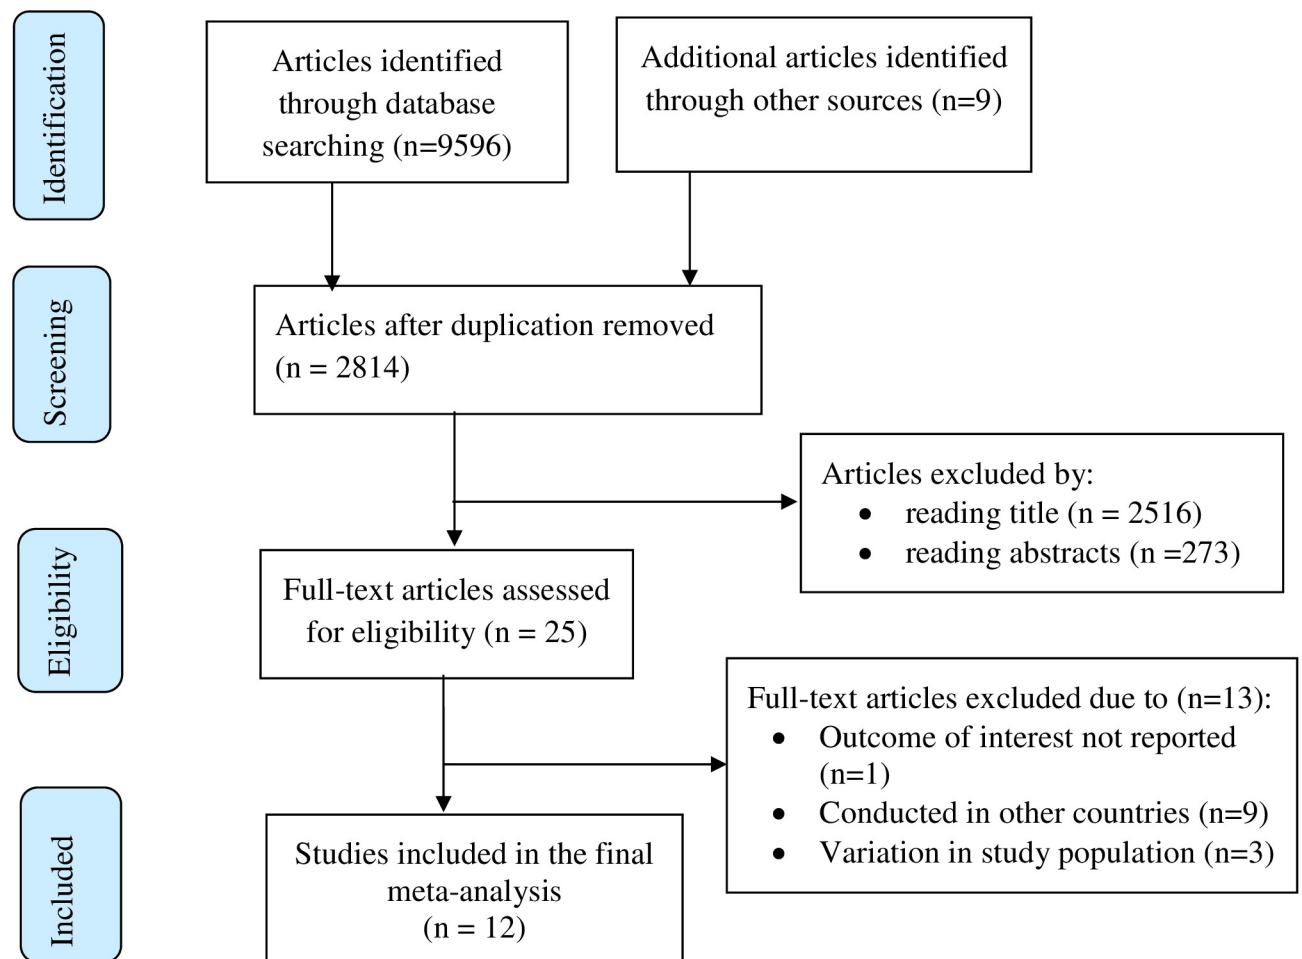 Identification
Articles identified
through database
searching (n=9596)
Additional articles identified
through other sources (n=9)
Screening
Articles after duplication removed
(n = 2814)
Articles excluded by:
• reading title (n = 2516)
• reading abstracts (n =273)
Eligibility
Full-text articles assessed
for eligibility (n = 25)
Full-text articles excluded due to (n=13):
• Outcome of interest not reported
(n=1)
• Conducted in other countries (n=9)
• Variation in study population (n=3)
Included
Studies included in the final
meta-analysis
(n = 12)